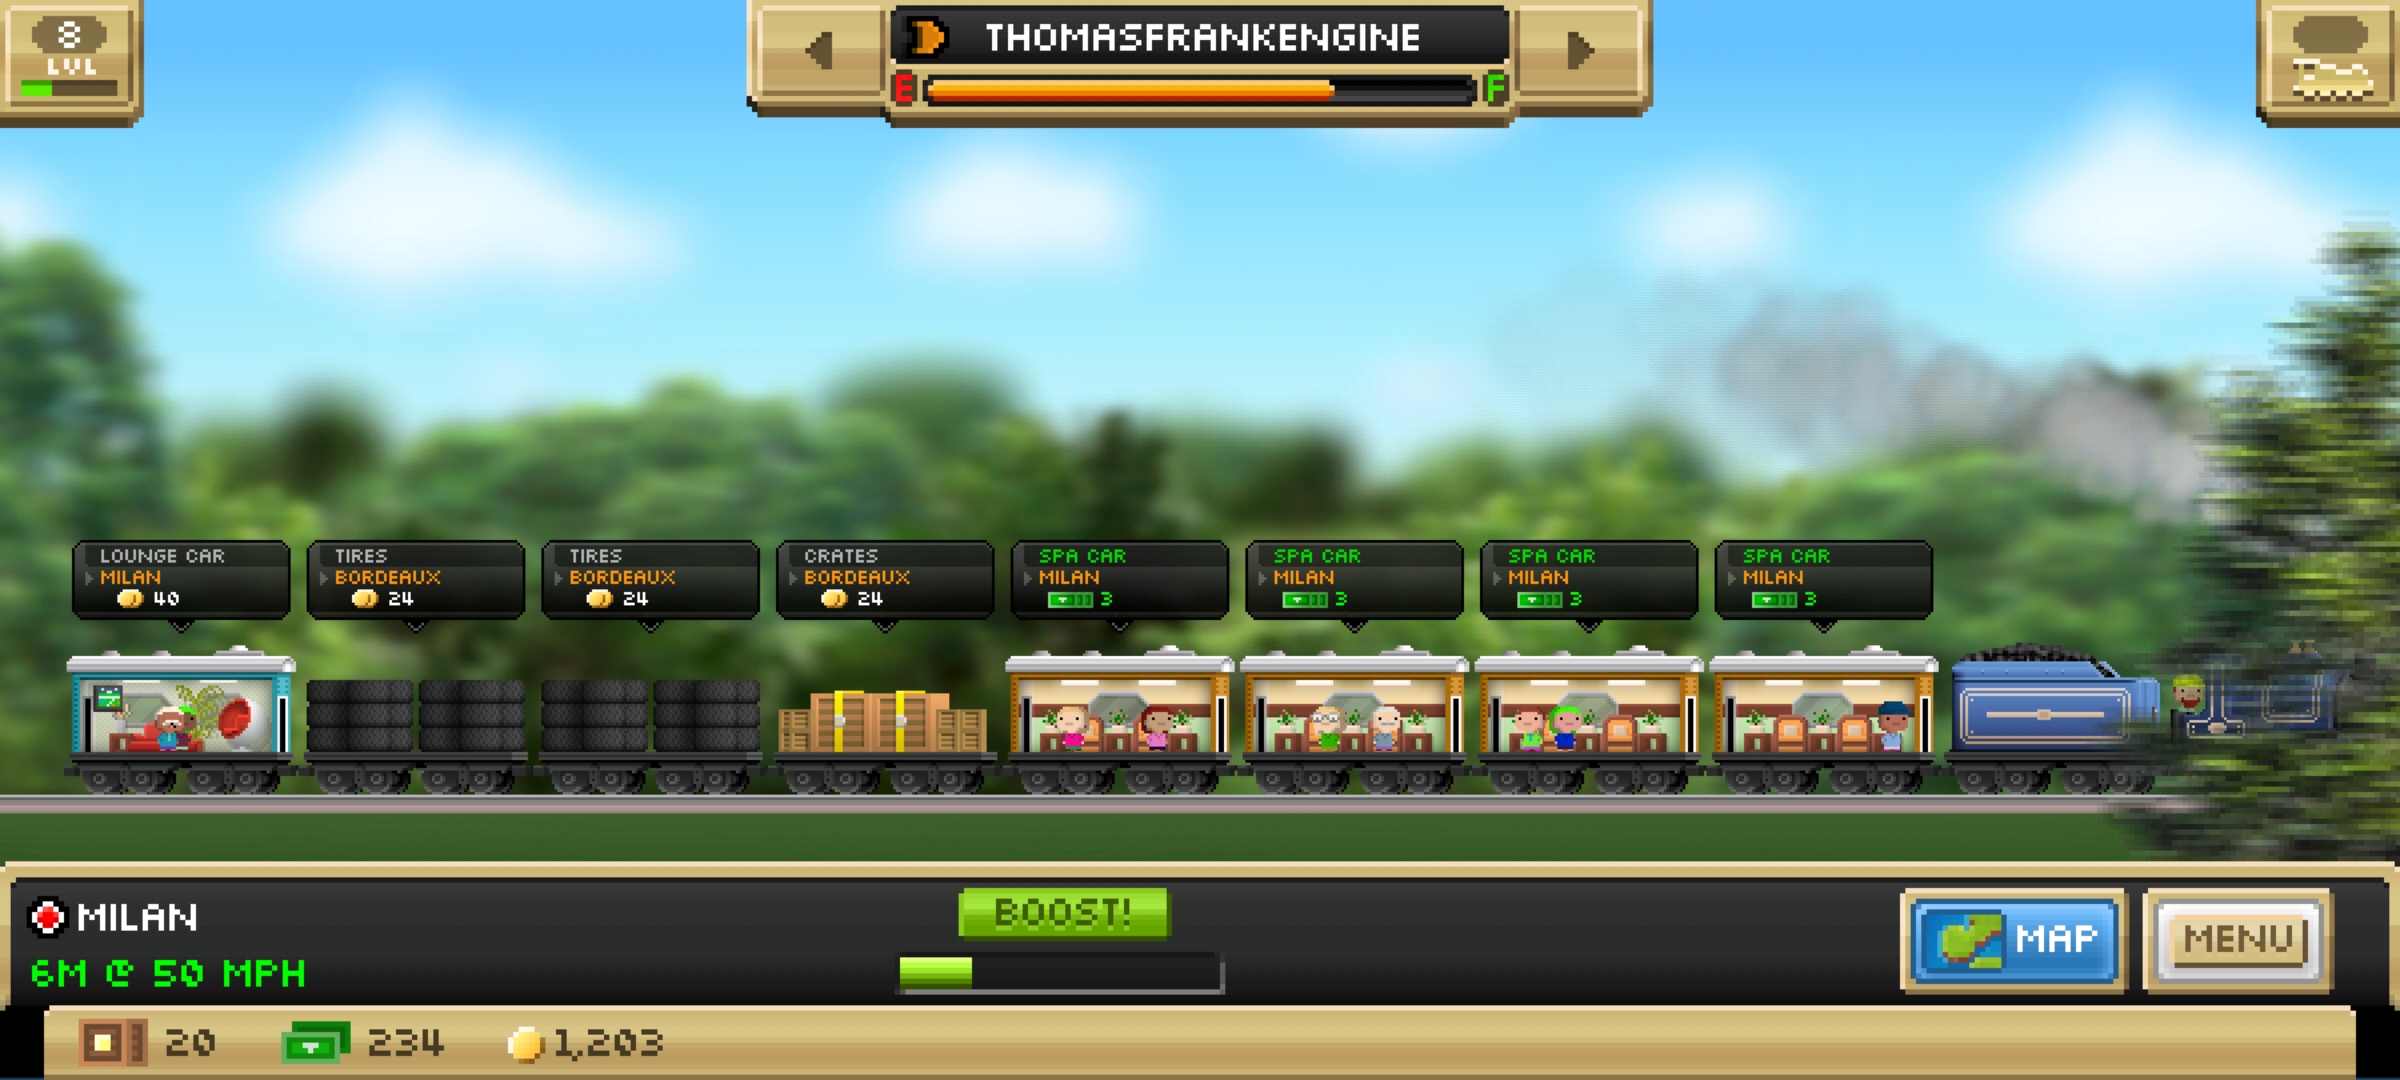 8
LVL
THOMASFRANKENGINE
E F
LOUNGE CAR
MILAN
40
TIRES
BORDEAUX
24
TIRES
BORDEAUX
24
CRATES
BORDEAUX
24
SPA CAR
MILAN
3
SPA CAR
MILAN
3
SPA CAR
MILAN
3
SPA CAR
MILAN
3
MILAN
6M @ 50 MPH
BOOST!
MAP
MENU
20
234
1,203